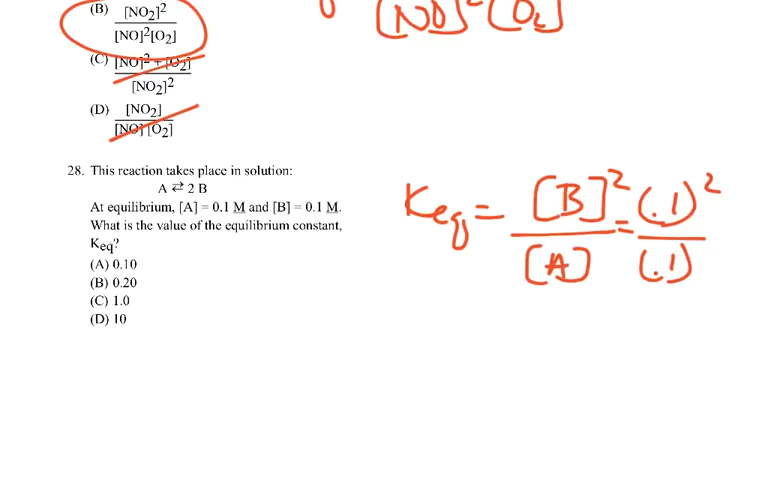 (B) [NO₂]² [NO]² [O₂]
[NO]²[O₂]
(C) [NO]² + [O₂]
[NO₂]²
(D) [NO₂]
[NO] [O₂]
28. This reaction takes place in solution:
A ⇄ 2 B
At equilibrium, [A] = 0.1 M and [B] = 0.1 M.
What is the value of the equilibrium constant,
Keq?
(A) 0.10
(B) 0.20
(C) 1.0
(D) 10
Keq = [B]² = (.1)²
[A] (.1)